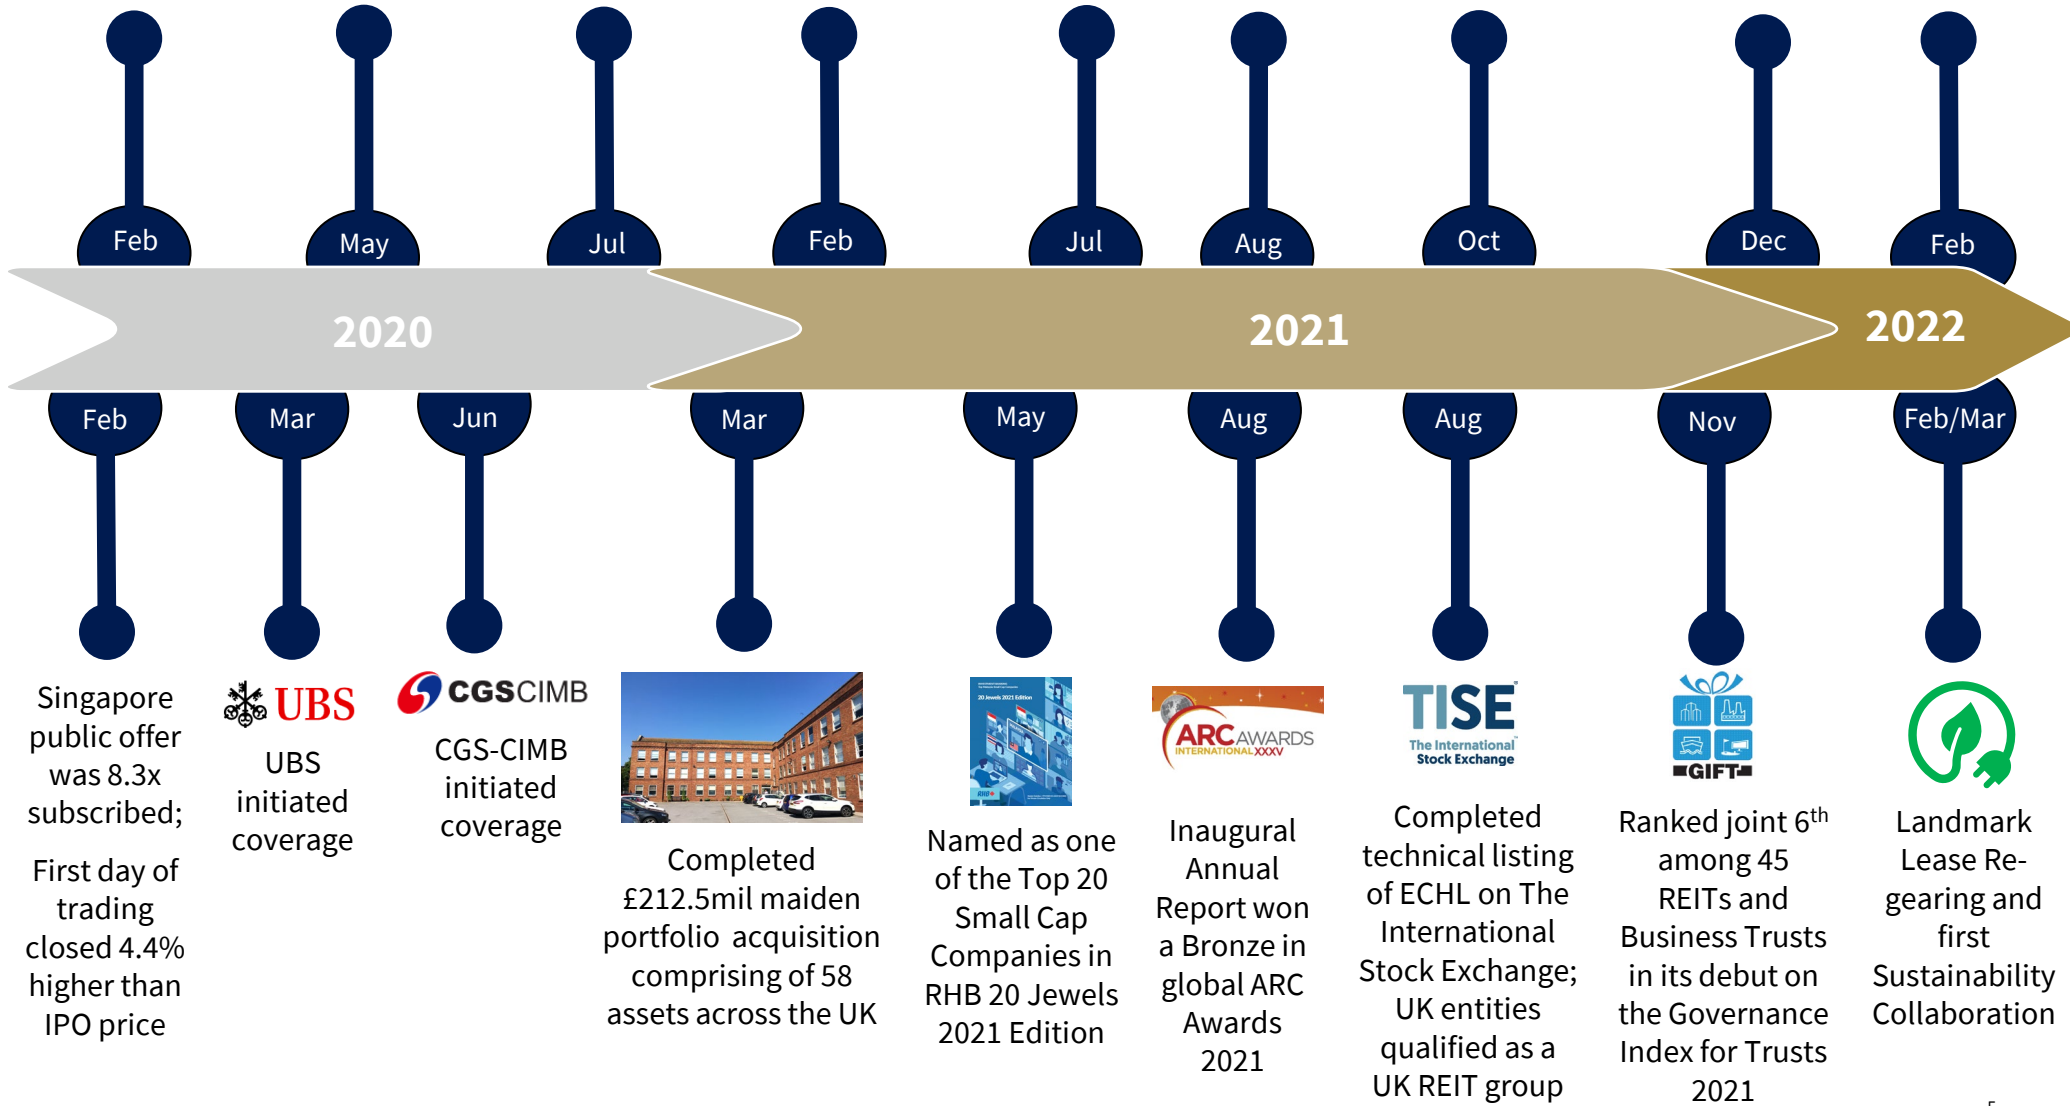 Feb
May
Jul
Feb
Jul
Aug
Oct
Dec
Feb
2020
2021
2022
Feb
Mar
Jun
Mar
May
Aug
Aug
Nov
Feb/Mar
Singapore
public offer
was 8.3x
subscribed;
First day of
trading
closed 4.4%
higher than
IPO price
UBS
UBS
initiated
coverage
CGSCIMB
CGS-CIMB
initiated
coverage
Completed
£212.5mil maiden
portfolio acquisition
comprising of 58
assets across the UK
20 Jewels 2021 Edition
RHB
Named as one
of the Top 20
Small Cap
Companies in
RHB 20 Jewels
2021 Edition
ARC AWARDS
INTERNATIONAL XXXV
Inaugural
Annual
Report won
a Bronze in
global ARC
Awards
2021
TISE
The International
Stock Exchange
Completed
technical listing
of ECHL on The
International
Stock Exchange;
UK entities
qualified as a
UK REIT group
GIFT
Ranked joint 6th
among 45
REITs and
Business Trusts
in its debut on
the Governance
Index for Trusts
2021
Landmark
Lease Re-
gearing and
first
Sustainability
Collaboration